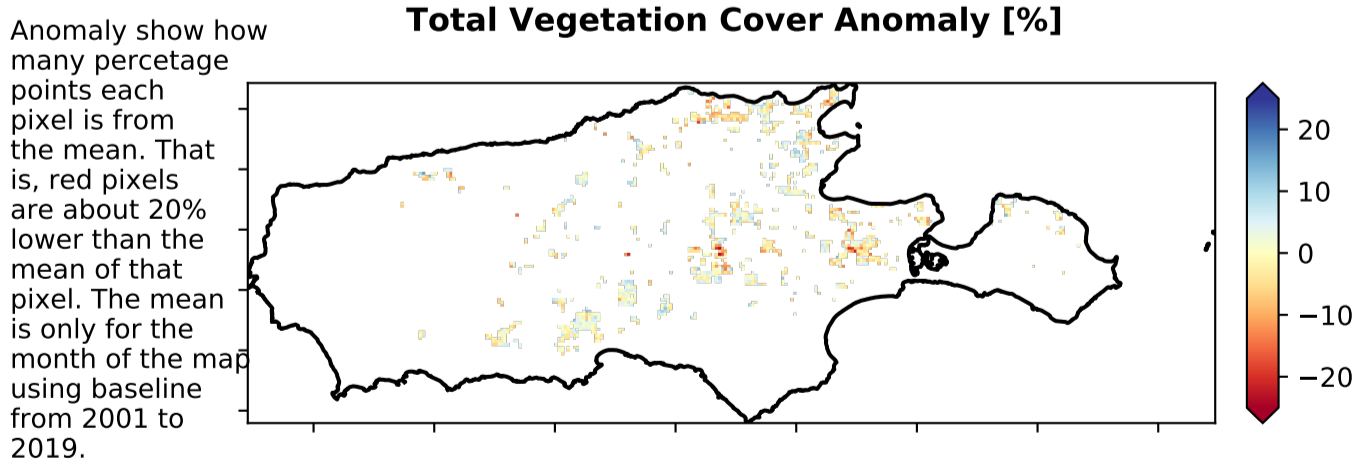 Total Vegetation Cover Anomaly [%]
Anomaly show how
many percetage
points each
pixel is from
the mean. That
is, red pixels
are about 20%
lower than the
mean of that
pixel. The mean
is only for the
month of the map
using baseline
from 2001 to
2019.
20
10
0
−10
−20